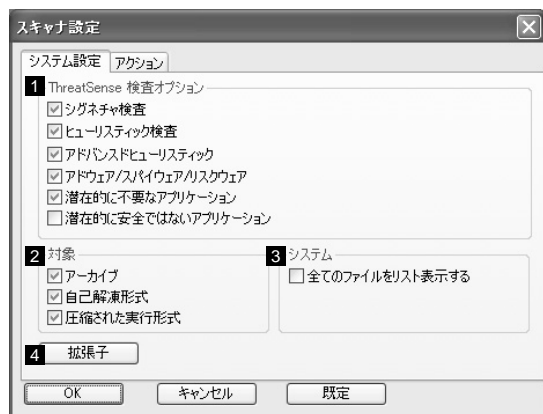 スキャナ設定
システム設定 アクション
1 ThreatSense 検査オプション
シグネチャ検査
ヒューリスティック検査
アドバンスドヒューリスティック
アドウェア/スパイウェア/リスクウェア
潜在的に不要なアプリケーション
潜在的に安全ではないアプリケーション
2 対象
アーカイブ
自己解凍形式
圧縮された実行形式
3 システム
全てのファイルをリスト表示する
4 拡張子
OK キャンセル 既定